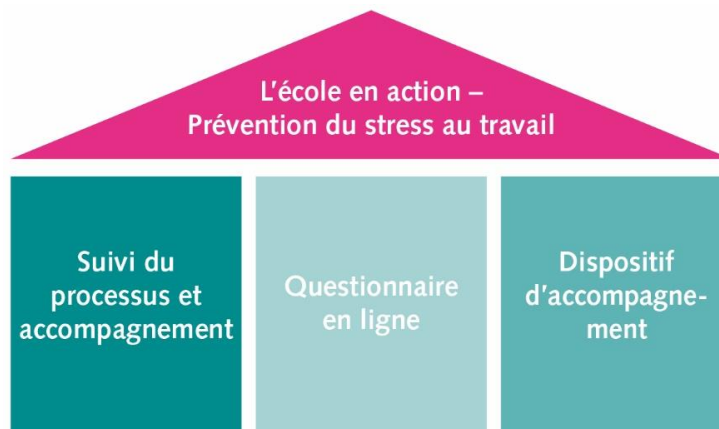 L'école en action –
Prévention du stress au travail
Suivi du
processus et
accompagnement
Questionnaire
en ligne
Dispositif
d'accompagne-
ment